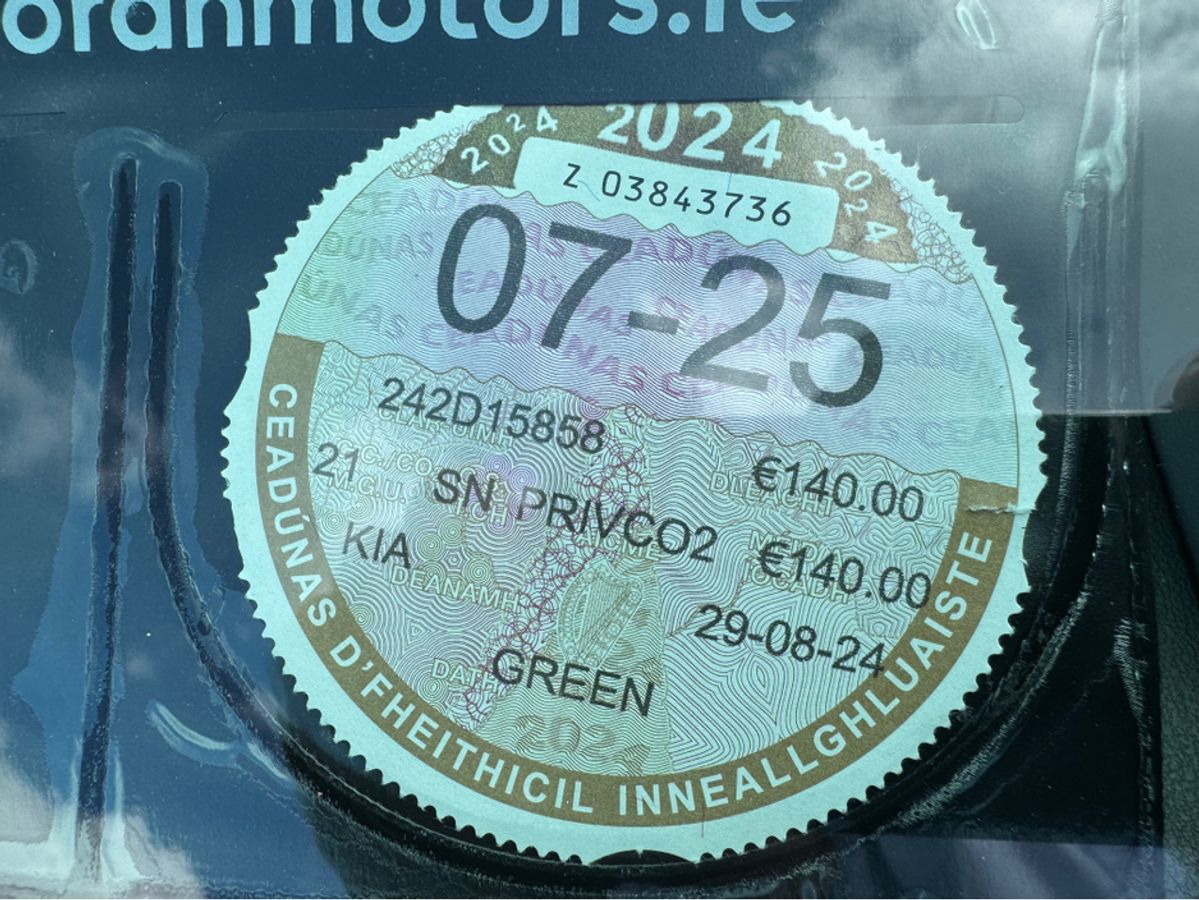 oranmotors.ie
2024 2024 2024
Z 03843736
07-25
242D15858
€140.00
21 SN PRIVCO2
€140.00
KIA
DEANAMH
29-08-24
GREEN
2024
CEADÚNAS D'FHEITHICIL INNEALLGHLUAISTE